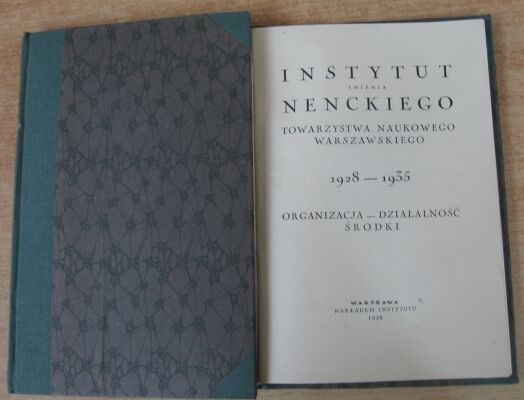 INSTYTUT
IMIENIA
NENCKIEGO
TOWARZYSTWA NAUKOWEGO
WARSZAWSKIEGO
1928 — 1935
ORGANIZACJA — DZIAŁALNOŚĆ
ŚRODKI
WARSZAWA
NAKŁADEM INSTYTUTU
1936